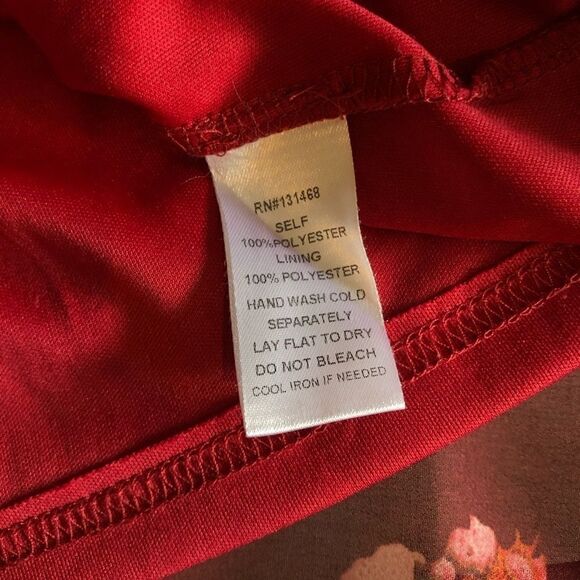 RN#131468
SELF
100%POLYESTER
LINING
100% POLYESTER
HAND WASH COLD
SEPARATELY
LAY FLAT TO DRY
DO NOT BLEACH
COOL IRON IF NEEDED